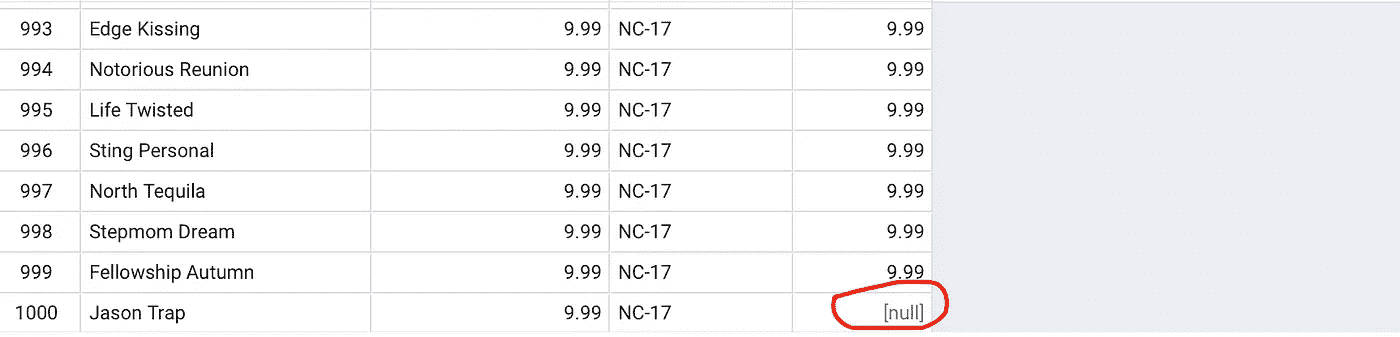 993 Edge Kissing 9.99 NC-17 9.99
994 Notorious Reunion 9.99 NC-17 9.99
995 Life Twisted 9.99 NC-17 9.99
996 Sting Personal 9.99 NC-17 9.99
997 North Tequila 9.99 NC-17 9.99
998 Stepmom Dream 9.99 NC-17 9.99
999 Fellowship Autumn 9.99 NC-17 9.99
1000 Jason Trap 9.99 NC-17 [null]